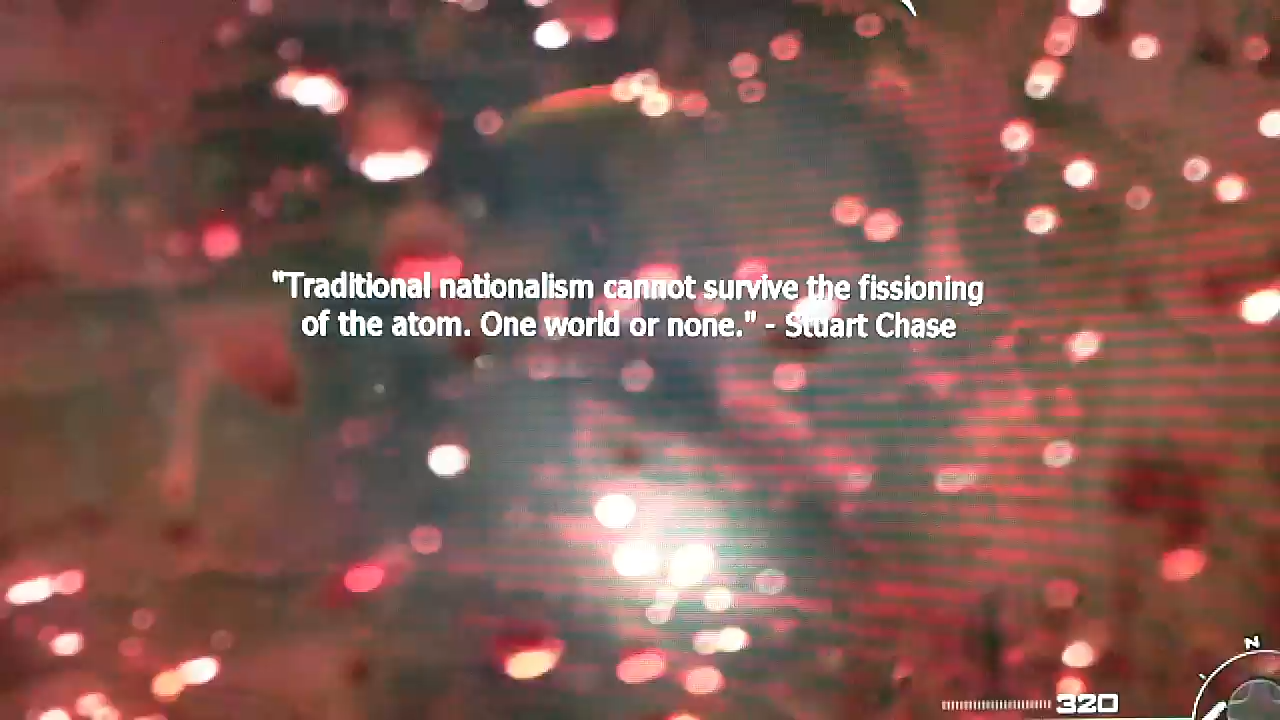 "Traditional nationalism cannot survive the fissioning
of the atom. One world or none." - Stuart Chase
N
320